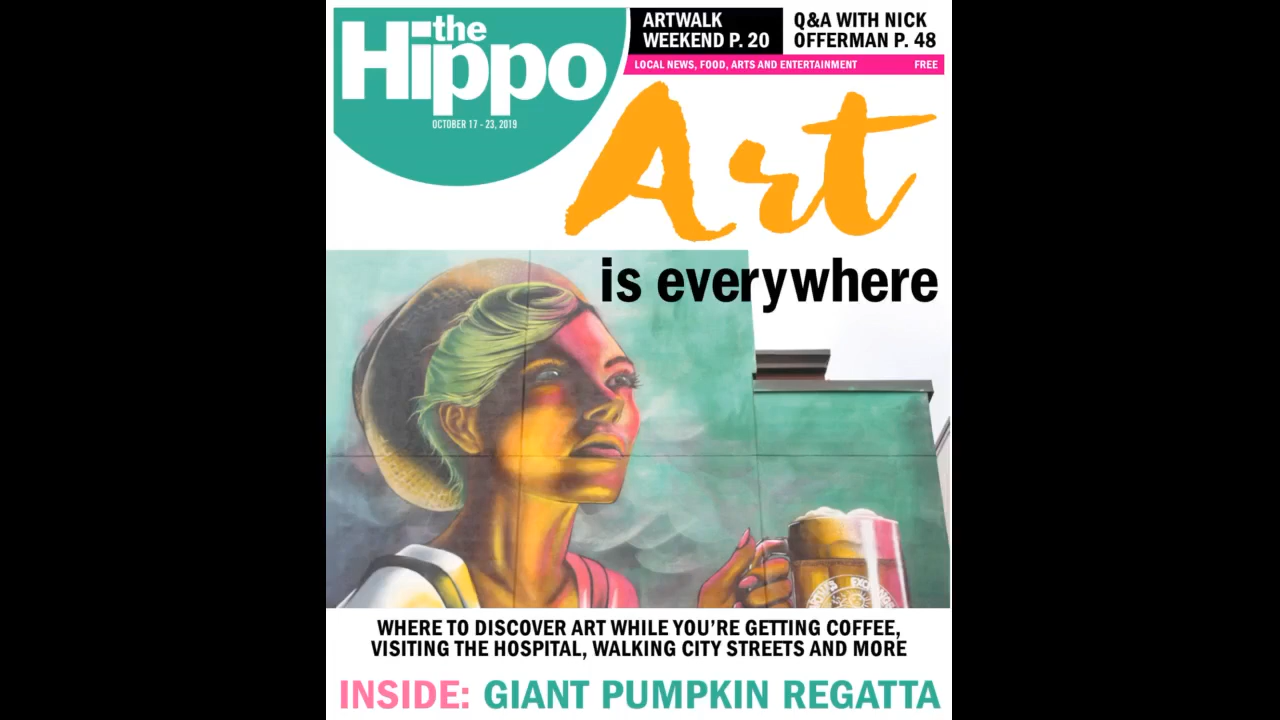 the
Hippo
OCTOBER 17 - 23, 2019
ARTWALK
WEEKEND P. 20
Q&A WITH NICK
OFFERMAN P. 48
LOCAL NEWS, FOOD, ARTS AND ENTERTAINMENT
FREE
Art
is everywhere
WHERE TO DISCOVER ART WHILE YOU'RE GETTING COFFEE,
VISITING THE HOSPITAL, WALKING CITY STREETS AND MORE
INSIDE: GIANT PUMPKIN REGATTA